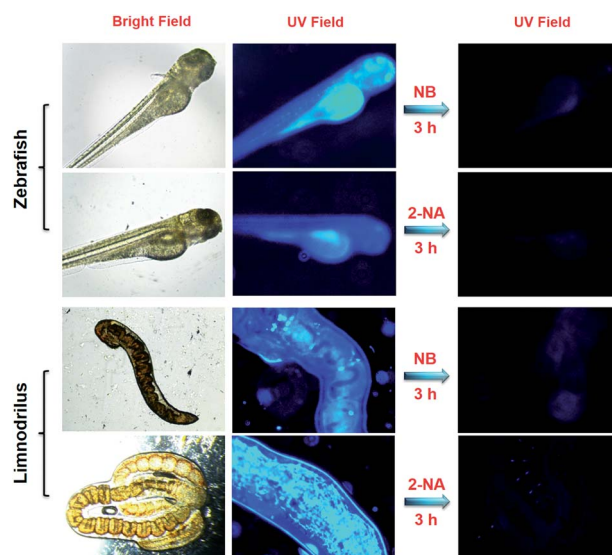 Bright Field
UV Field
UV Field
Zebrafish
NB
3 h
2-NA
3 h
Limnodrilus
NB
3 h
2-NA
3 h